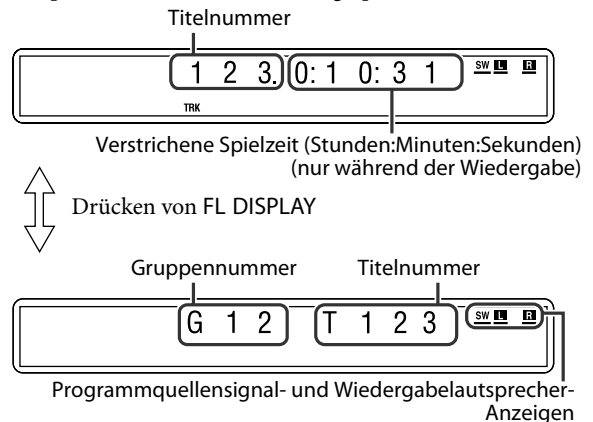 Titelnummer
1 2 3. 0: 1 0: 3 1 SW L R
TRK
Verstrichene Spielzeit (Stunden:Minuten:Sekunden)
(nur während der Wiedergabe)
Drücken von FL DISPLAY
Gruppennummer Titelnummer
G 1 2 T 1 2 3 SW L R
Programmquellensignal- und Wiedergabelautsprecher-
Anzeigen